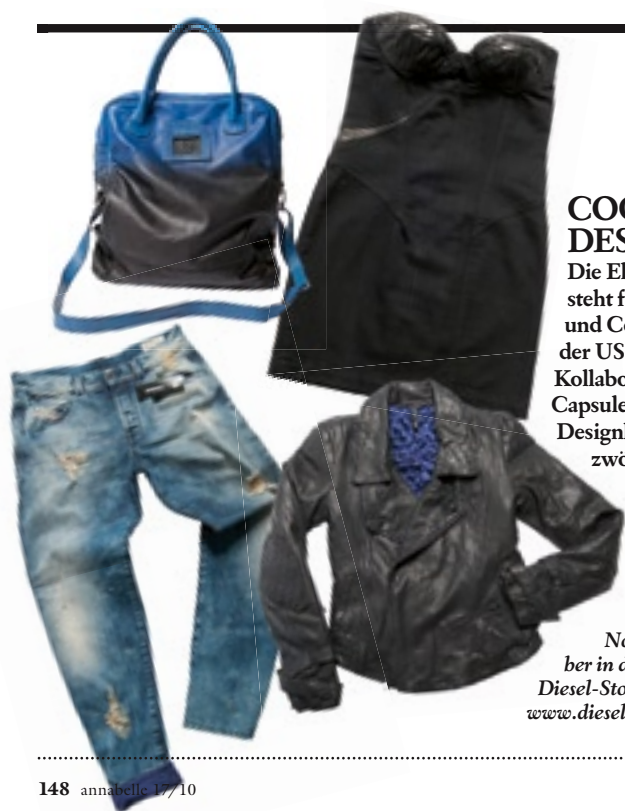 COO
DES
Die El
steht f
und Co
der US
Kollabo
Capsule
Design
zwö
No
ber in d
Diesel-Sto
www.diesel
148 annabelle 17/10